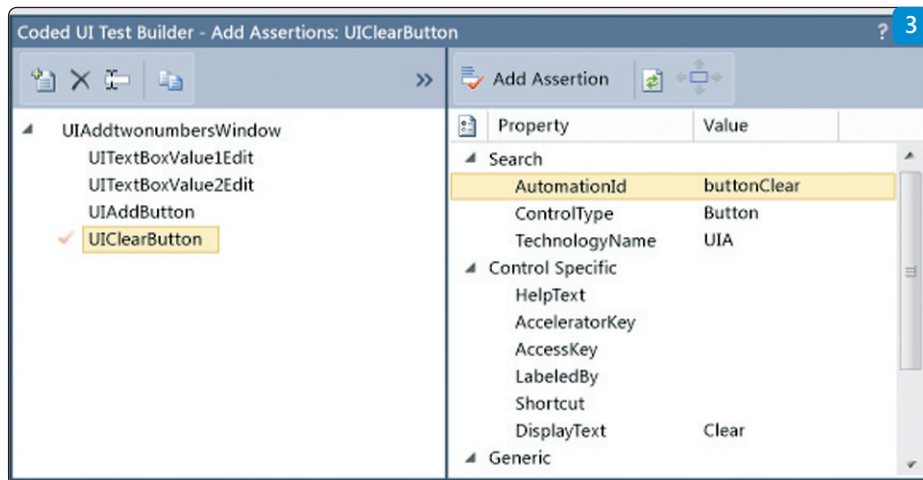 Coded UI Test Builder - Add Assertions: UIClearButton ? 3
»
Add Assertion
UIAddtwonumbersWindow
UITextBoxValue1Edit
UITextBoxValue2Edit
UIAddButton
UIClearButton
Property Value
Search
AutomationId buttonClear
ControlType Button
TechnologyName UIA
Control Specific
HelpText
AcceleratorKey
AccessKey
LabeledBy
Shortcut
DisplayText Clear
Generic